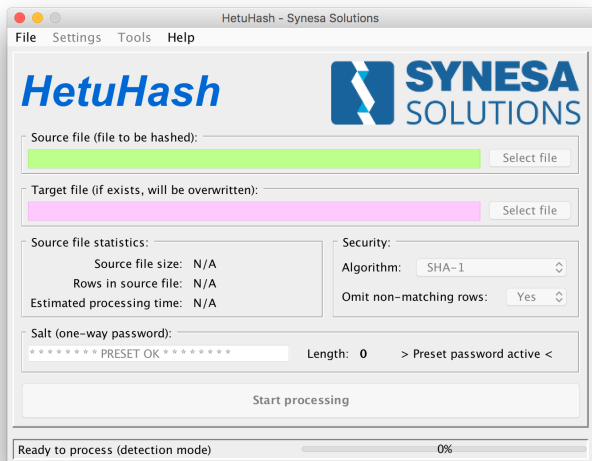 HetuHash - Synesa Solutions
File Settings Tools Help
HetuHash
SYNESA
SOLUTIONS
Source file (file to be hashed):
Select file
Target file (if exists, will be overwritten):
Select file
Source file statistics:
Source file size: N/A
Rows in source file: N/A
Estimated processing time: N/A
Security:
Algorithm: SHA-1
Omit non-matching rows: Yes
Salt (one-way password):
* * * * * * * * PRESET OK * * * * * * * * Length: 0 > Preset password active <
Start processing
Ready to process (detection mode) 0%